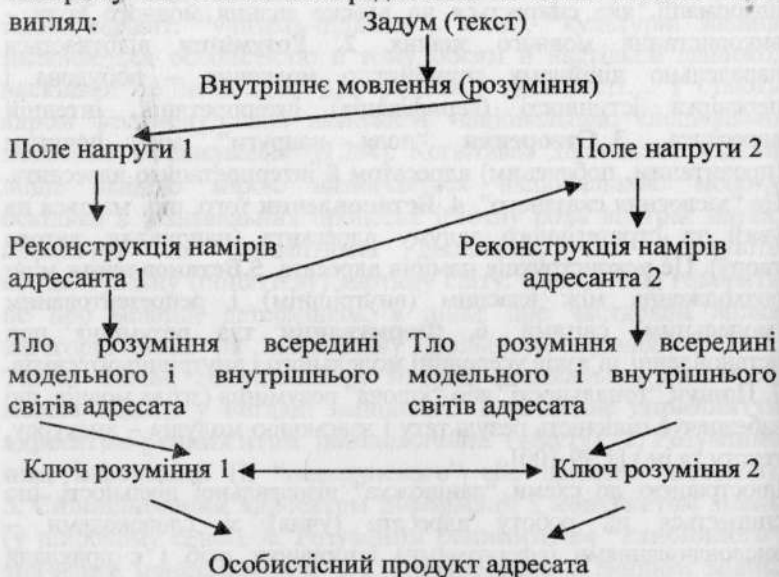 вигляд: Задум (текст)
Внутрішнє мовлення (розуміння)
Поле напруги 1 Поле напруги 2
Реконструкція намірів Реконструкція намірів
адресанта 1 адресанта 2
Тло розуміння всередині Тло розуміння всередині
модельного і внутрішнього модельного і внутрішнього
світів адресата світів адресата
Ключ розуміння 1 Ключ розуміння 2
Особистісний продукт адресата